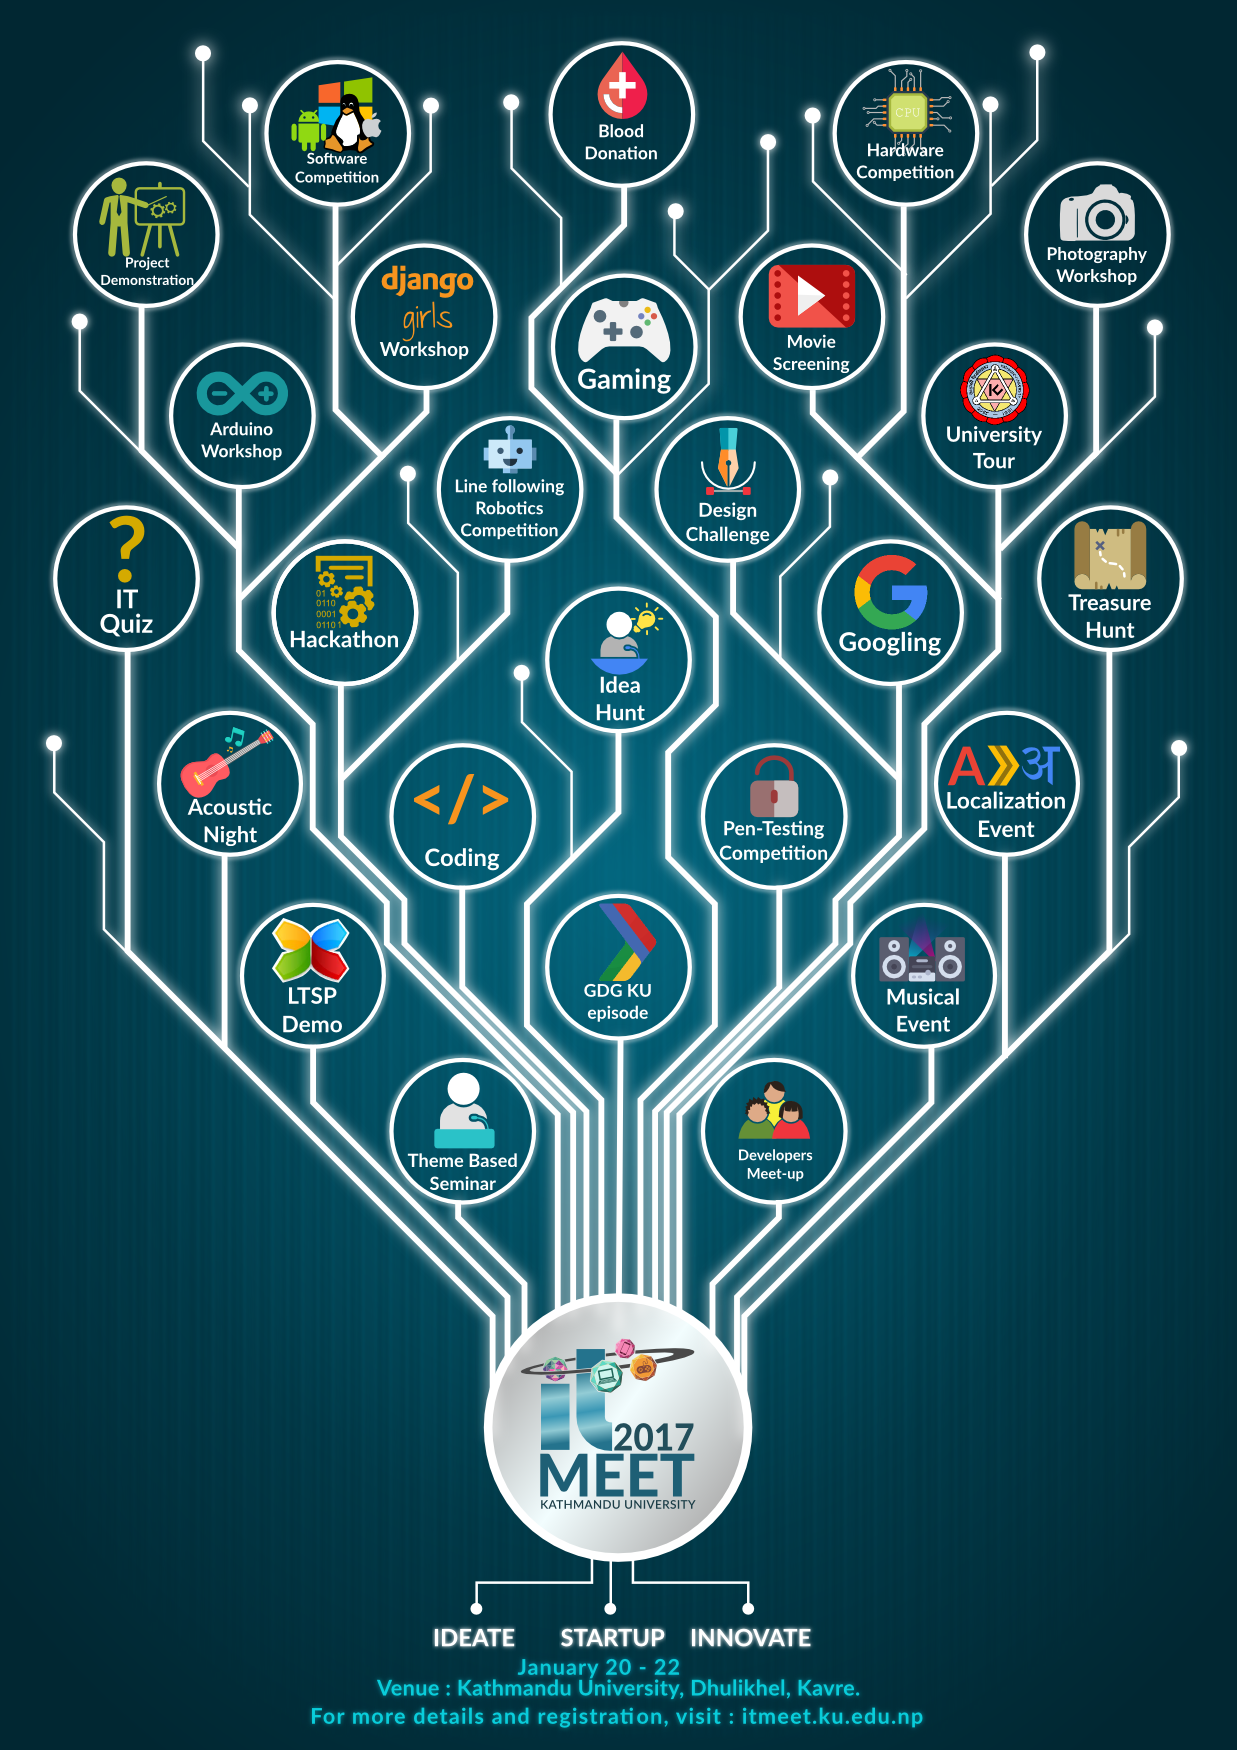 Software
Competition
Blood
Donation
CPU
Hardware
Competition
Project
Demonstration
django
girls
Workshop
Gaming
Movie
Screening
Photography
Workshop
Arduino
Workshop
Line following
Robotics
Competition
Design
Challenge
University
Tour
?
IT
Quiz
01
0110
0001
01101
Hackathon
Idea
Hunt
Googling
Treasure
Hunt
Acoustic
Night
</>
Coding
Pen-Testing
Competition
A अ
Localization
Event
LTSP
Demo
GDG KU
episode
Musical
Event
Theme Based
Seminar
Developers
Meet-up
it 2017
MEET
KATHMANDU UNIVERSITY
IDEATE STARTUP INNOVATE
January 20 - 22
Venue : Kathmandu University, Dhulikhel, Kavre.
For more details and registration, visit : itmeet.ku.edu.np